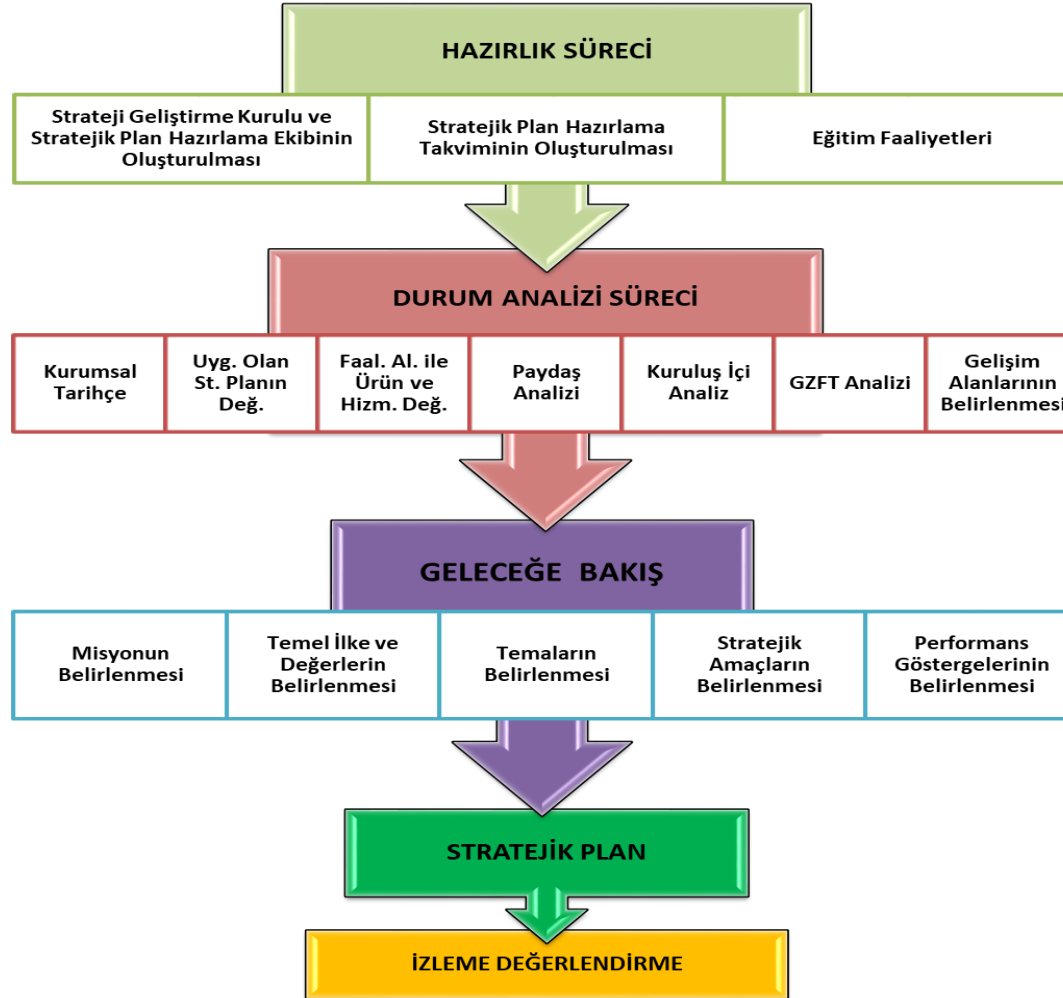 HAZIRLIK SÜRECİ
Strateji Geliştirme Kurulu ve
Stratejik Plan Hazırlama Ekibinin
Oluşturulması
Stratejik Plan Hazırlama
Takviminin Oluşturulması
Eğitim Faaliyetleri
DURUM ANALİZİ SÜRECİ
Kurumsal
Tarihçe
Uyg. Olan
St. Planın
Değ.
Faal. Al. ile
Ürün ve
Hizm. Değ.
Paydaş
Analizi
Kuruluş İçi
Analiz
GZFT Analizi
Gelişim
Alanlarının
Belirlenmesi
GELECEĞE BAKIŞ
Misyonun
Belirlenmesi
Temel İlke ve
Değerlerin
Belirlenmesi
Temaların
Belirlenmesi
Stratejik
Amaçların
Belirlenmesi
Performans
Göstergelerinin
Belirlenmesi
STRATEJİK PLAN
İZLEME DEĞERLENDİRME